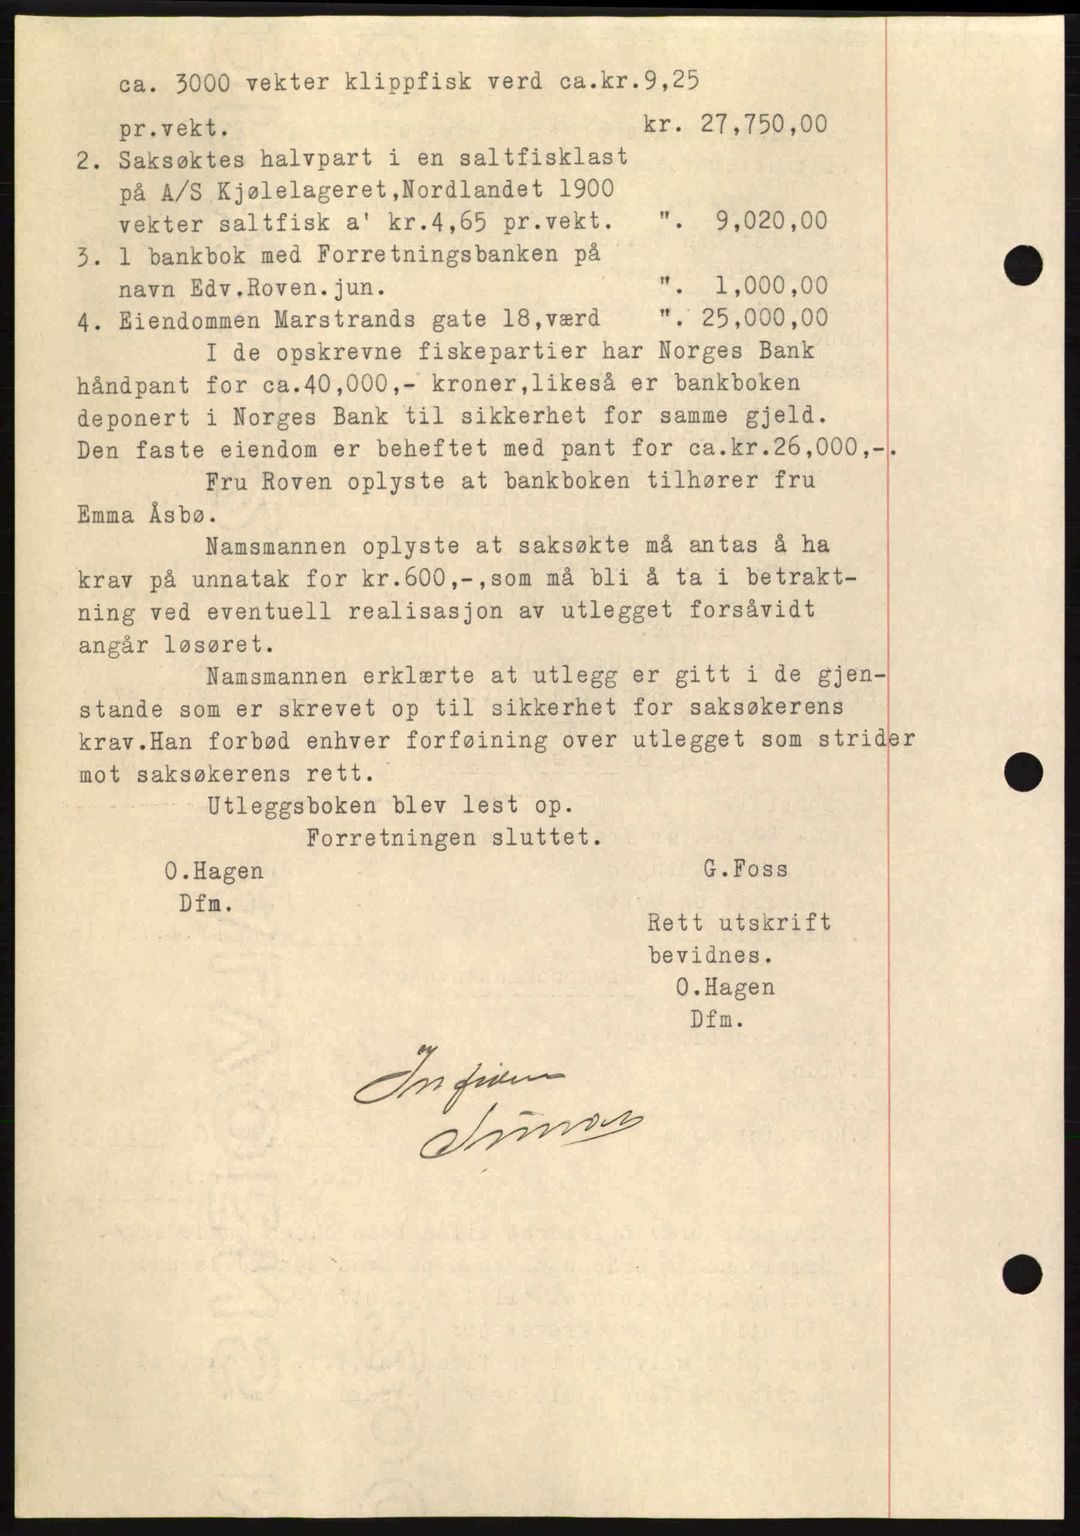 ca. 3000 vekter klippfisk verd ca.kr.9,25
pr.vekt. kr. 27,750,00
2. Saksøktes halvpart i en saltfisklast
på A/S Kjølelageret,Nordlandet 1900
vekter saltfisk a' kr.4,65 pr.vekt. ". 9,020,00
3. 1 bankbok med Forretningsbanken på
navn Edv.Roven.jun. ". 1,000,00
4. Eiendommen Marstrands gate 18,værd ". 25,000,00
I de opskrevne fiskepartier har Norges Bank
håndpant for ca.40,000,- kroner,likeså er bankboken
deponert i Norges Bank til sikkerhet for samme gjeld.
Den faste eiendom er beheftet med pant for ca.kr.26,000,-.
Fru Roven oplyste at bankboken tilhører fru
Emma Åsbø.
Namsmannen oplyste at saksøkte må antas å ha
krav på unnatak for kr.600,-,som må bli å ta i betrakt-
ning ved eventuell realisasjon av utlegget forsåvidt
angår løsøret.
Namsmannen erklærte at utlegg er gitt i de gjen-
stande som er skrevet op til sikkerhet for saksøkerens
krav.Han forbød enhver forføining over utlegget som strider
mot saksøkerens rett.
Utleggsboken blev lest op.
Forretningen sluttet.
O.Hagen G.Foss
Dfm.
Rett utskrift
bevidnes.
O.Hagen
Dfm.